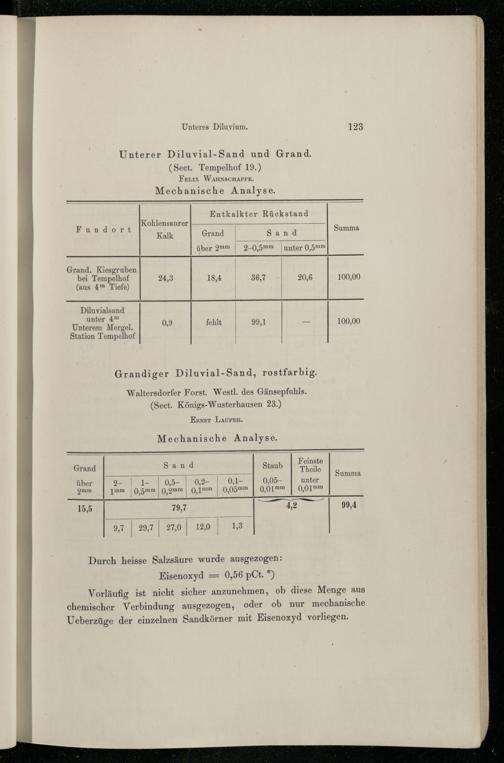 Unteres Diluvium. 123
Unterer Diluvial-Sand und Grand.
(Sect. Tempelhof 19.)
Felix Wahnschaffe.
Mechanische Analyse.
Fundort Kohlensaurer Kalk Entkalkter Rückstand Summa
Grand Sand
über 2mm 2-0,5mm unter 0,5mm
Grand. Kiesgruben
bei Tempelhof 24,3 18,4 36,7 20,6 100,00
(aus 4m Tiefe)
Diluvialsand
unter 4m
Unterem Mergel. 0,9 fehlt 99,1 — 100,00
Station Tempelhof
Grandiger Diluvial-Sand, rostfarbig.
Waltersdorfer Forst. Westl. des Gänsepfuhls.
(Sect. Königs-Wusterhausen 23.)
Ernst Laufer.
Mechanische Analyse.
Grand Sand Staub Feinste Theile Summa
über 2mm 2-1mm 1-0,5mm 0,5-0,2mm 0,2-0,1mm 0,1-0,05mm 0,05-0,01mm unter 0,01mm
15,5 79,7 4,2 99,4
9,7 29,7 27,0 12,0 1,3
Durch heisse Salzsäure wurde ausgezogen:
Eisenoxyd = 0,56 pCt. *)
Vorläufig ist nicht sicher anzunehmen, ob diese Menge aus
chemischer Verbindung ausgezogen, oder ob nur mechanische
Ueberzüge der einzelnen Sandkörner mit Eisenoxyd vorliegen.